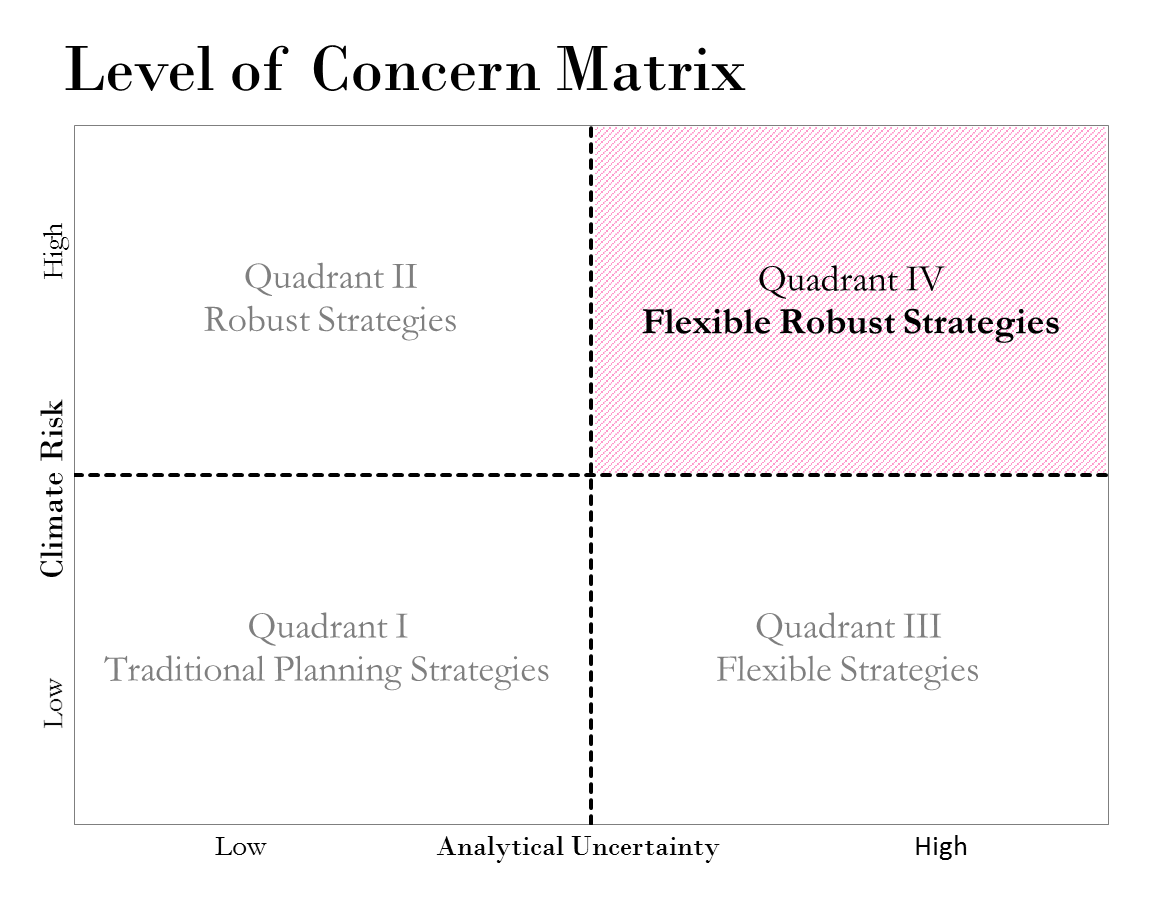 Level of Concern Matrix
High
Quadrant II
Robust Strategies
Quadrant IV
Flexible Robust Strategies
Climate Risk
Quadrant I
Traditional Planning Strategies
Quadrant III
Flexible Strategies
Low
Low
Analytical Uncertainty
High